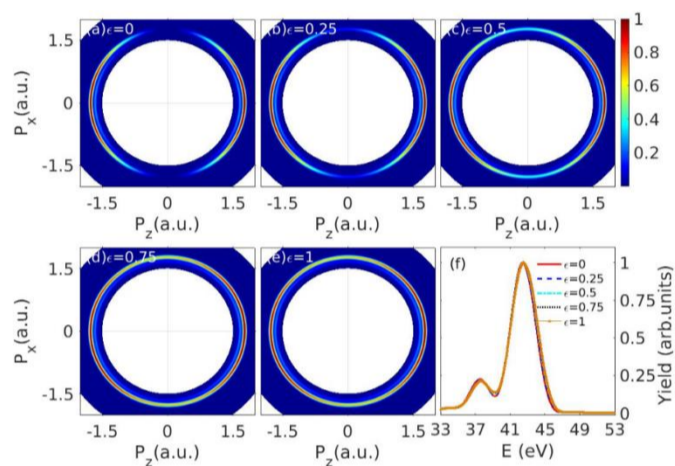 (a)ϵ=0
(b)ϵ=0.25
(c)ϵ=0.5
1
0.8
0.6
0.4
0.2
1.5
0
-1.5
Pₓ(a.u.)
-1.5 0 1.5
-1.5 0 1.5
-1.5 0 1.5
P_z(a.u.)
P_z(a.u.)
P_z(a.u.)
(d)ϵ=0.75
(e)ϵ=1
(f)
1.5
0
-1.5
Pₓ(a.u.)
-1.5 0 1.5
-1.5 0 1.5
P_z(a.u.)
P_z(a.u.)
ϵ=0
ϵ=0.25
ϵ=0.5
ϵ=0.75
ϵ=1
1
0.75
0.5
0.25
0
Yield (arb.units)
33 37 41 45 49 53
E (eV)